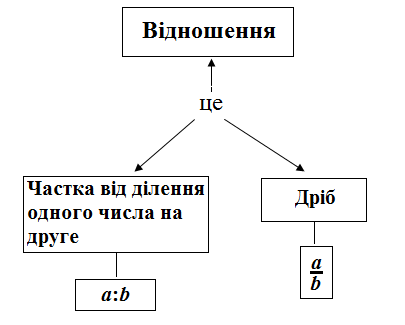 Відношення
це
Частка від ділення
одного числа на
друге
Дріб
a:b
a
b